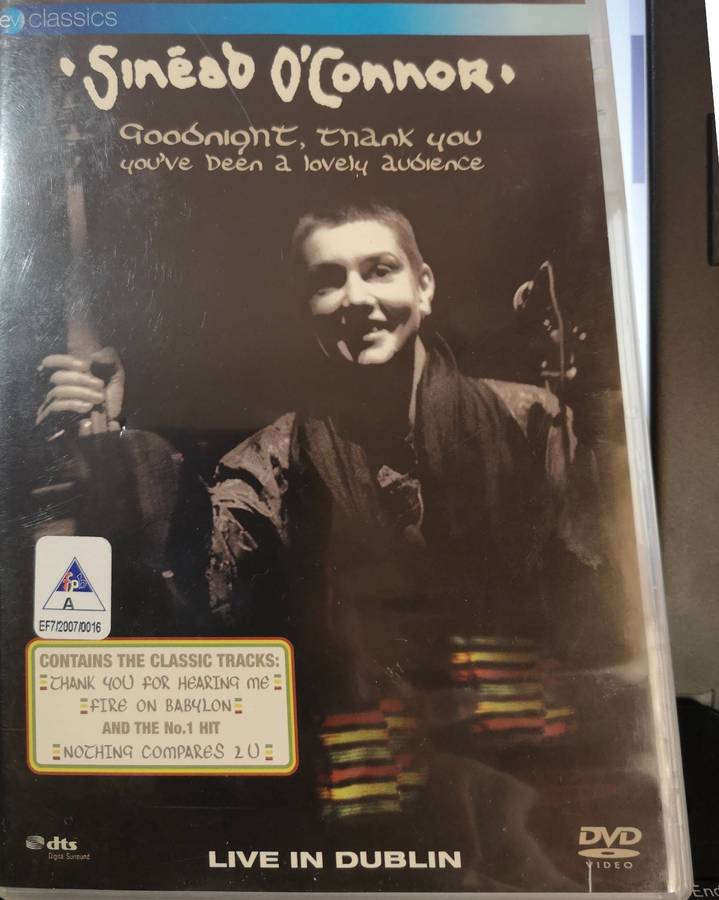 ev classics
·Sinéad O'Connor·
Goodnight, thank you
you've been a lovely audience
fpb
A
EF7/2007/0016
CONTAINS THE CLASSIC TRACKS:
THANK YOU FOR HEARING ME
FIRE ON BABYLON
AND THE No.1 HIT
NOTHING COMPARES 2 U
dts
Digital Surround
LIVE IN DUBLIN
DVD
VIDEO
End